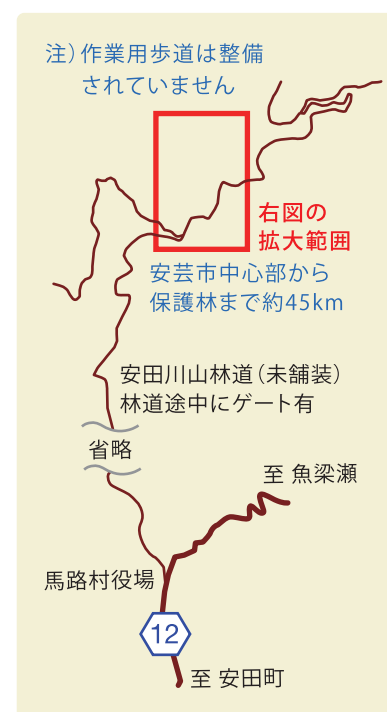 注）作業用歩道は整備
されていません
右図の
拡大範囲
安芸市中心部から
保護林まで約45km
安田川山林道（未舗装）
林道途中にゲート有
省略
至 魚梁瀬
馬路村役場
12
至 安田町